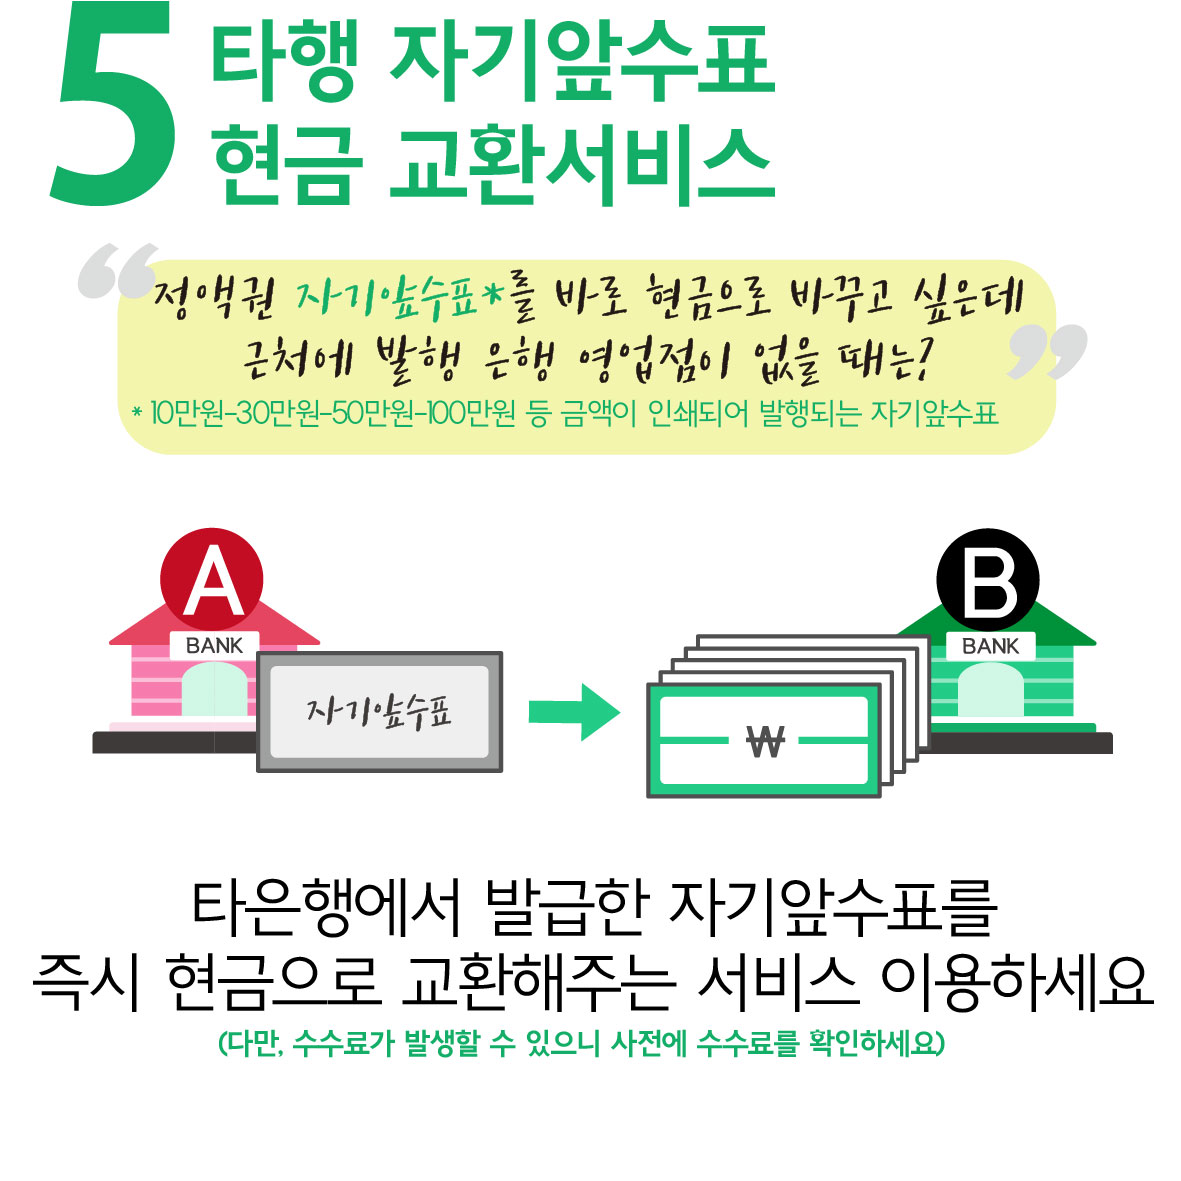 5
타행 자기앞수표
현금 교환서비스
“정액권 자기앞수표*를 바로 현금으로 바꾸고 싶은데
근처에 발행 은행 영업점이 없을 때는?”
* 10만원-30만원-50만원-100만원 등 금액이 인쇄되어 발행되는 자기앞수표
A
BANK
자기앞수표
₩
B
BANK
타은행에서 발급한 자기앞수표를
즉시 현금으로 교환해주는 서비스 이용하세요
(다만, 수수료가 발생할 수 있으니 사전에 수수료를 확인하세요)